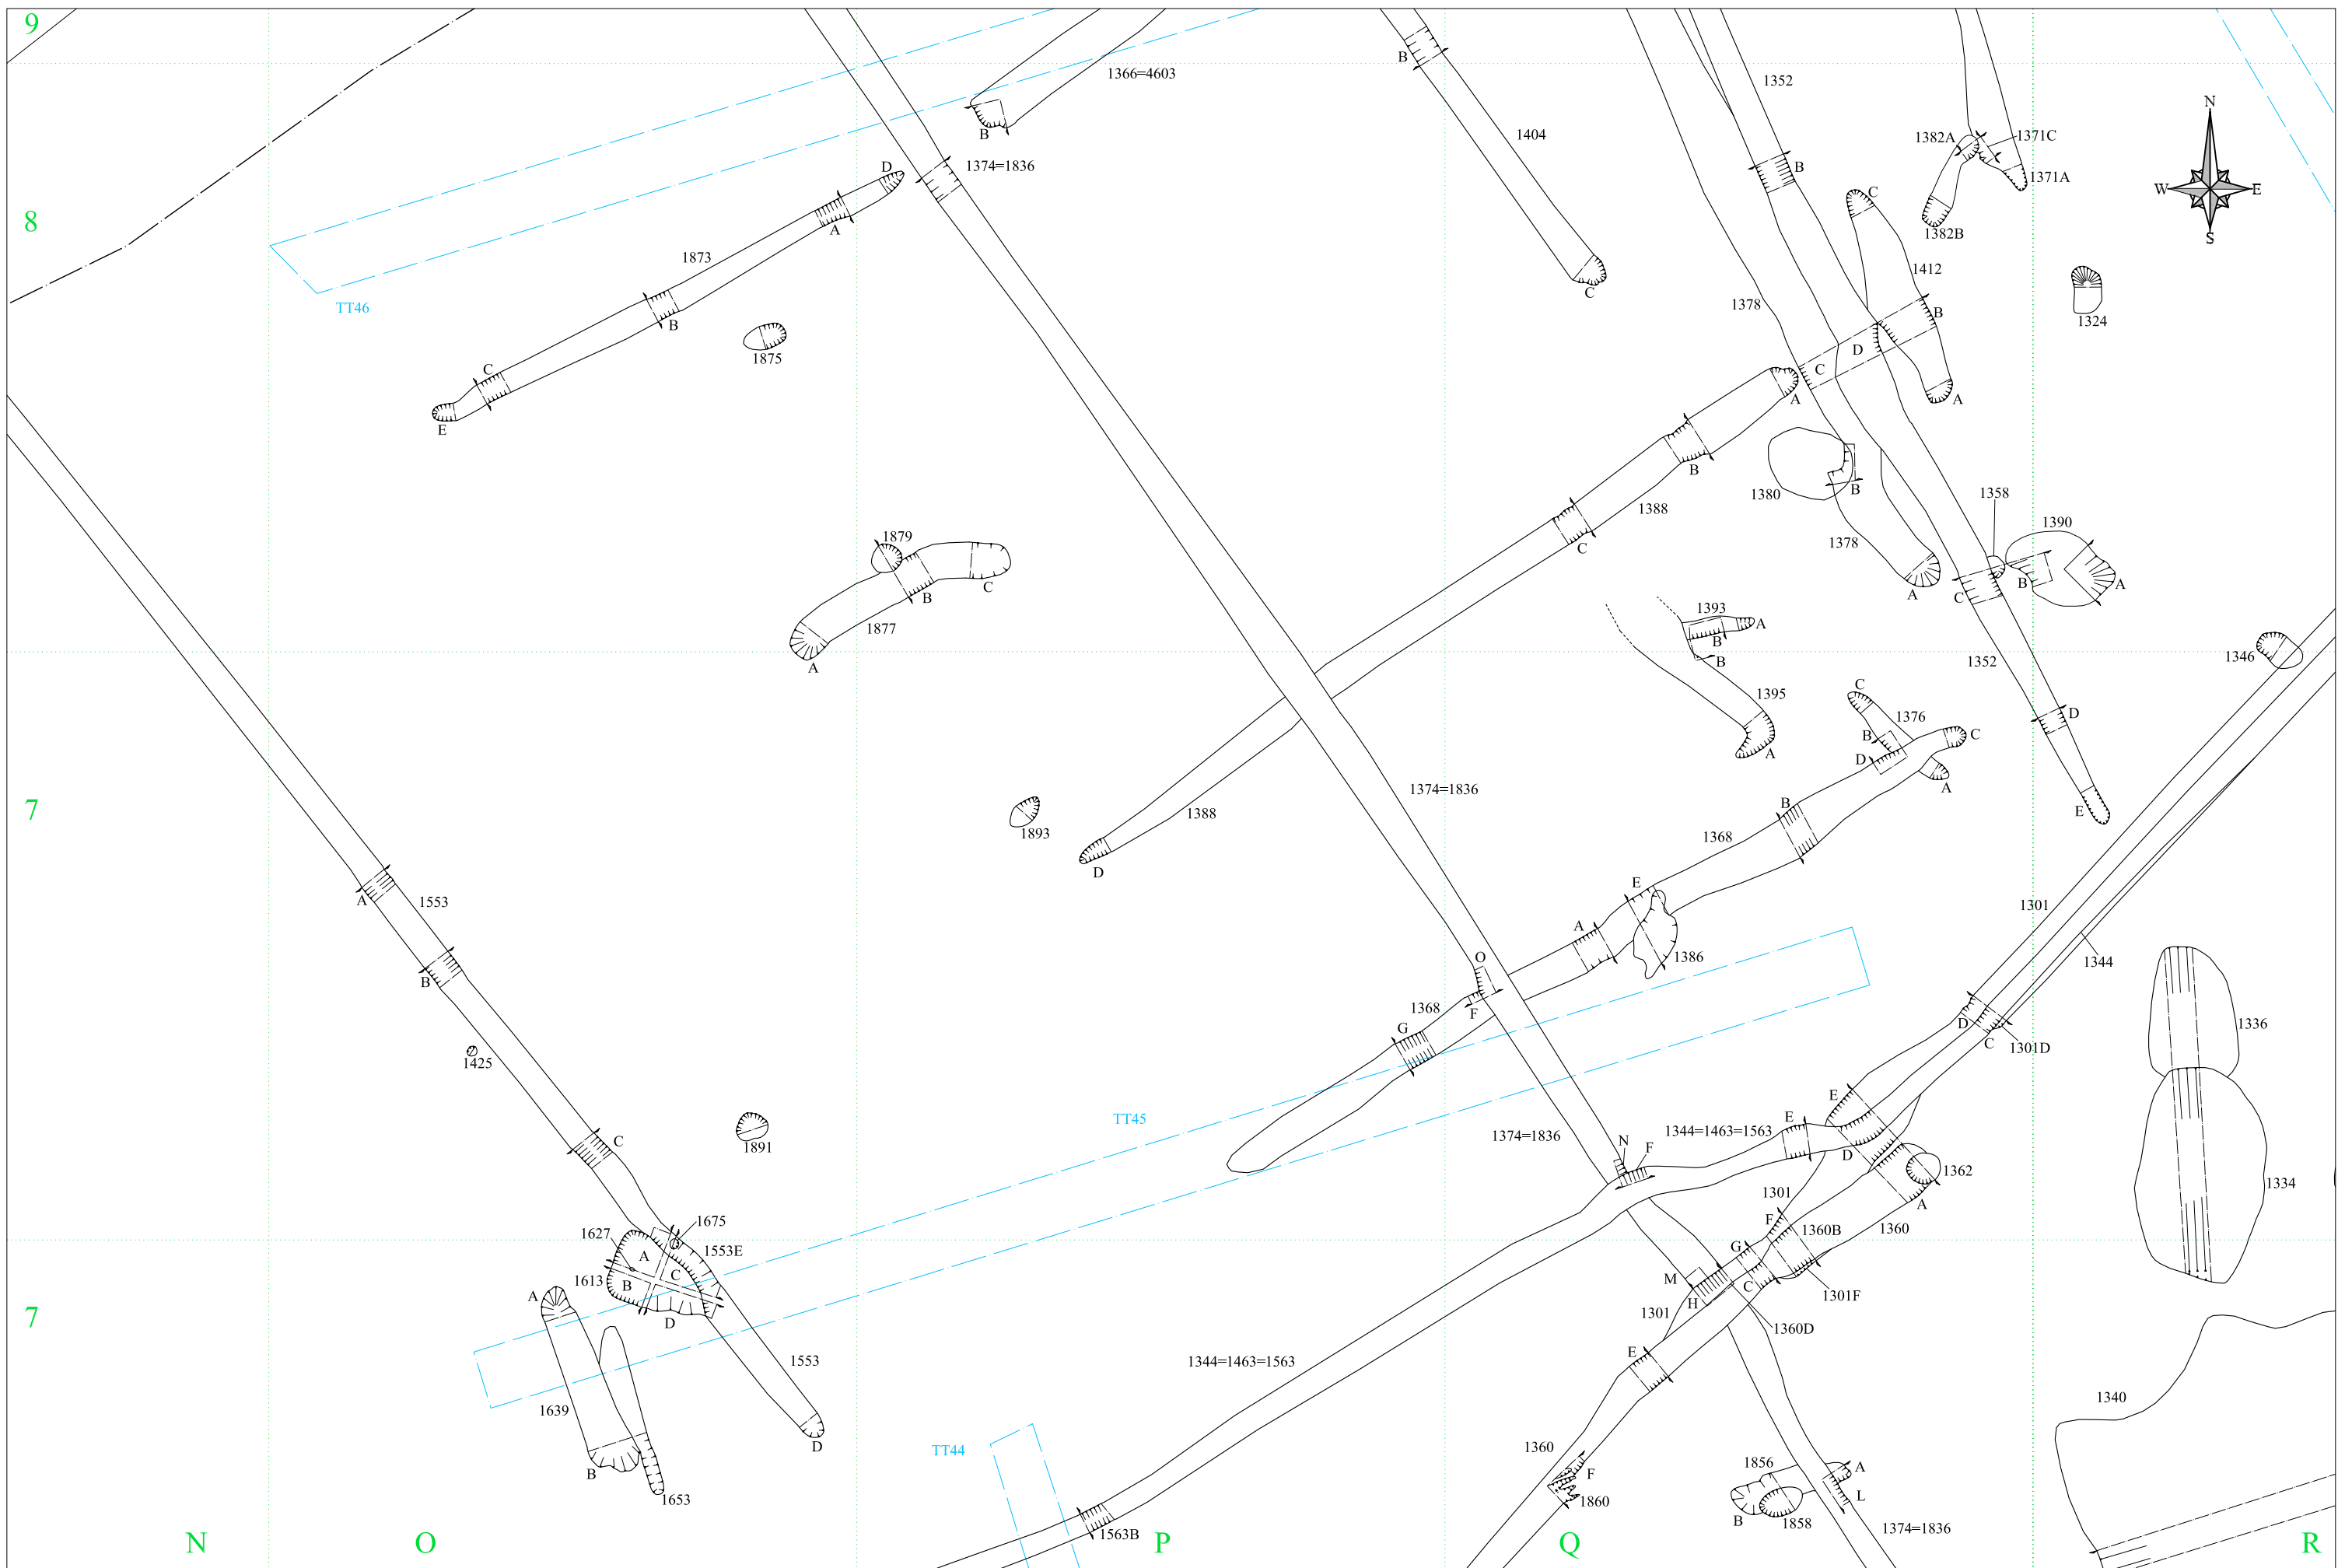 9
1366=4603
B
B
1352
N
1404
1382A
1371C
D
1374=1836
B
1371A
W
E
8
A
C
1382B
S
1873
1412
C
1378
TT46
B
B
1324
1875
D
C
C
A
A
E
B
B
1380
1358
1388
1390
1879
C
1378
B
A
B
C
C
A
1877
1393
A
B
B
A
1346
1352
C
1395
D
1376
B
C
D
A
1374=1836
A
7
B
E
1388
1893
1368
D
E
A
1553
1301
A
O
1386
1344
B
1368
F
1336
G
D
C
1301D
1425
E
TT45
E
1344=1463=1563
1374=1836
N
F
C
1891
D
1362
1334
1301
A
1675
F
1360B
1360
1627
1553E
G
A
C
M
C
1613
B
H
1301F
A
7
D
1301
1360D
E
1553
1344=1463=1563
1340
1639
D
1360
TT44
1856
A
B
F
1653
1860
L
B
1858
1374=1836
1563B
N
O
P
Q
R